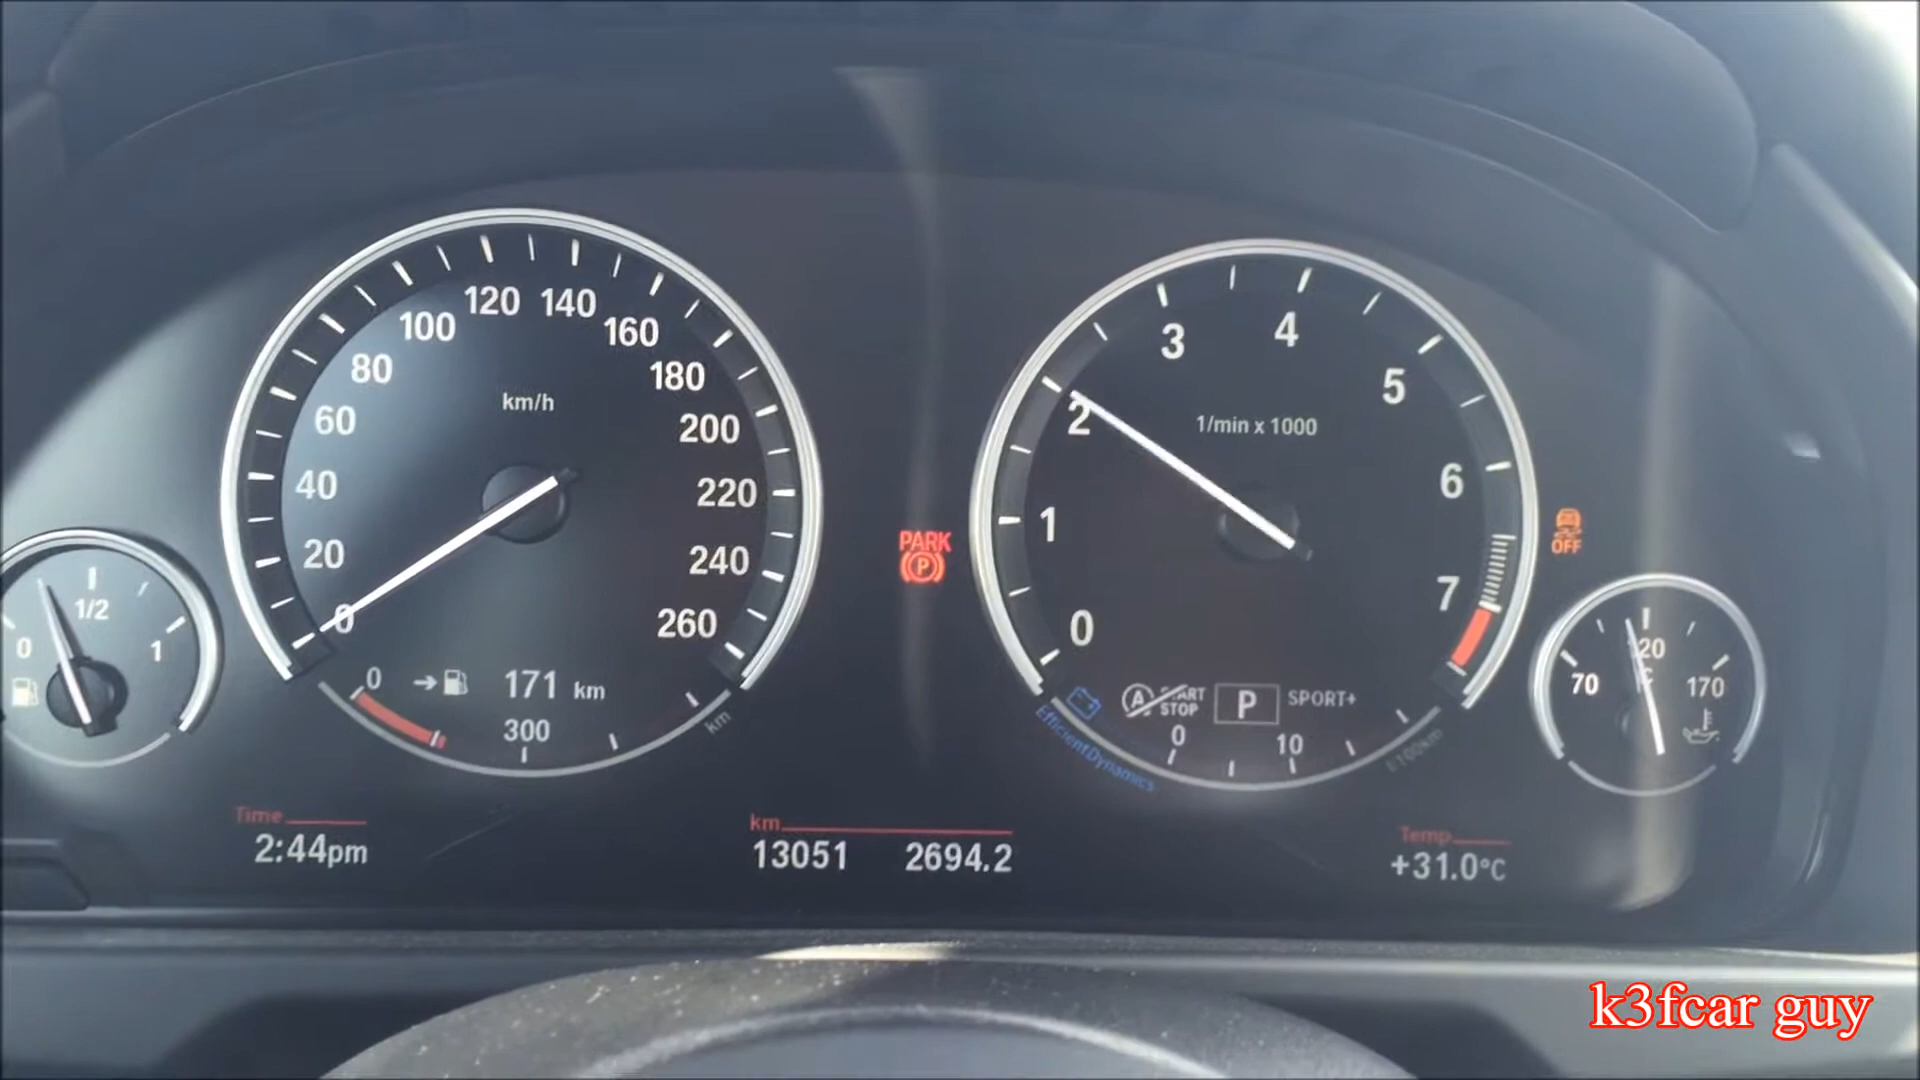 120 140
100 160
80 180
km/h
60 200
40 220
20 240
0 260
0 171 km
300
km
1/2
0 1
PARK
P
3 4
2 5
1/min x 1000
1 6
0 7
A START STOP P SPORT+
0 10
EfficientDynamics
OFF
70 170
Time
2:44pm
km
13051 2694.2
Temp
+31.0°C
k3fcar guy